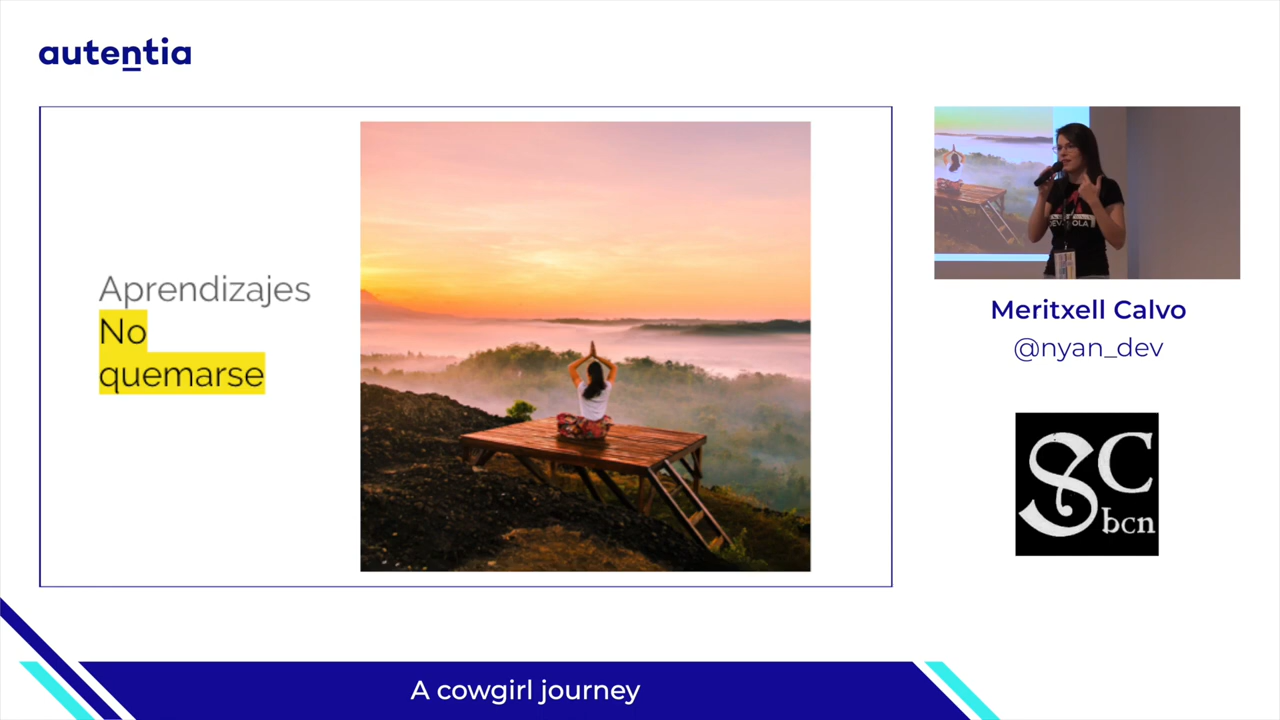 autentia
Aprendizajes
No
quemarse
Meritxell Calvo
@nyan_dev
SC
bcn
A cowgirl journey